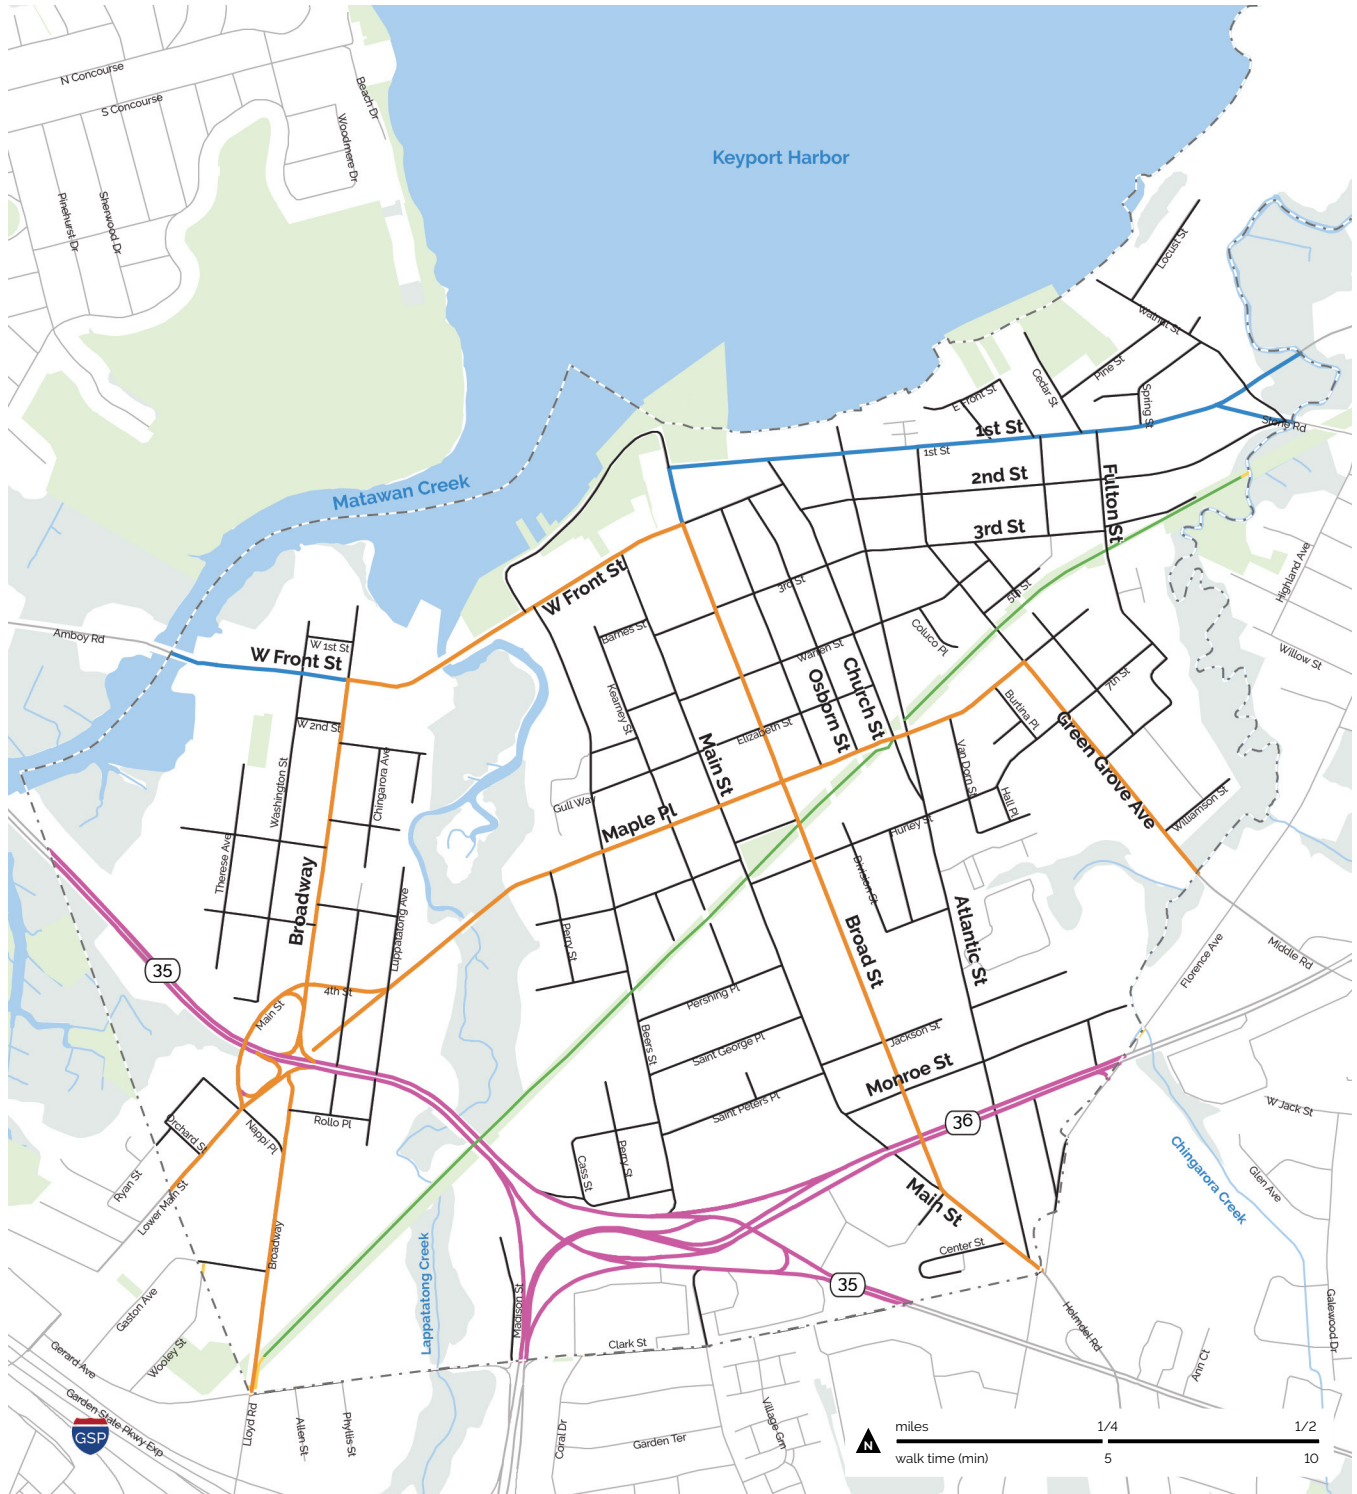 N Concourse
S Concourse
Beach Dr
Woodmere Dr
Pinehurst Dr
Sherwood Dr
Keyport Harbor
Locust St
Walnut St
Pine St
Cedar St
Spring St
E Front St
1st St
1st St
Stone Rd
2nd St
Fulton St
3rd St
Matawan Creek
W Front St
3rd St
5th St
Highland Ave
Barnes St
Coluco Pl
Amboy Rd
W 1st St
W Front St
Warren St
Willow St
Church St
Osborn St
7th St
Kearney St
Burtina Pl
Green Grove Ave
W 2nd St
Elizabeth St
Main St
Van Dorn St
Chingarora Ave
Washington St
Gull Way
Maple Pl
Hall Pl
Hurley St
Williamson St
Therese Ave
Division St
Broadway
Luppatatong Ave
Perry St
Broad St
Atlantic St
Middle Rd
Florence Ave
35
4th St
Main St
Pershing Pl
Beers St
Saint George Pl
Jackson St
Monroe St
Saint Peters Pl
36
Rollo Pl
Orchard St
Nappi Pl
W Jack St
Perry St
Cass St
Ryan St
Lower Main St
Main St
Chingarora Creek
Glen Ave
Broadway
Center St
Lappatatong Creek
35
Gaston Ave
Madison St
Holmdel Rd
Galewood Dr
Clark St
Wooley St
Gerard Ave
Ann Ct
Garden State Pkwy Exp
GSP
Lloyd Rd
Allen St
Phyllis St
Coral Dr
Garden Ter
Village Grn
N
miles 1/4 1/2
walk time (min) 5 10